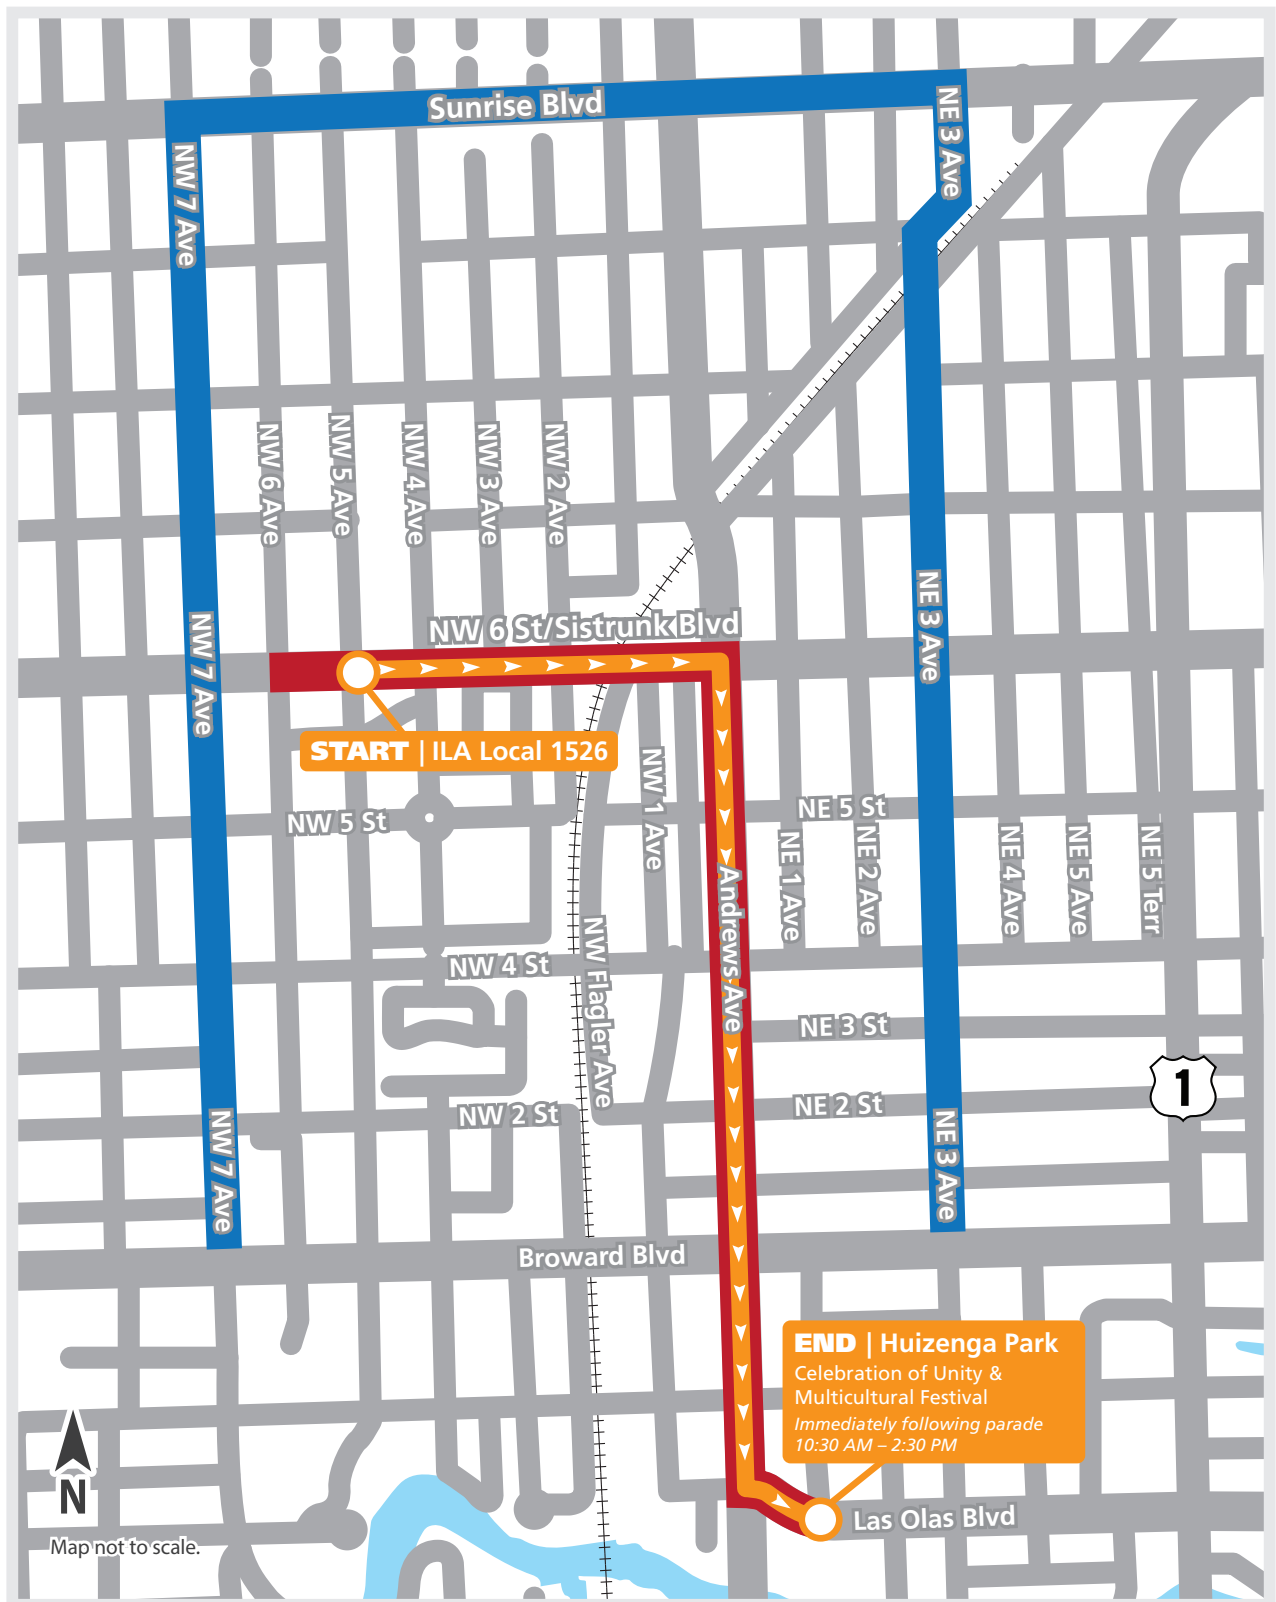 Sunrise Blvd
NE 3 Ave
NW 7 Ave
NW 6 Ave
NW 5 Ave
NW 4 Ave
NW 3 Ave
NW 2 Ave
NE 3 Ave
NW 7 Ave
NW 6 St/Sistrunk Blvd
START | ILA Local 1526
NW 5 St
NW 1 Ave
NE 5 St
NE 1 Ave
NE 2 Ave
NE 4 Ave
NE 5 Ave
NE 5 Terr
Andrews Ave
NW 4 St
NW Flagler Ave
NE 3 St
1
NW 2 St
NE 2 St
NW 7 Ave
NE 3 Ave
Broward Blvd
END | Huizenga Park
Celebration of Unity &
Multicultural Festival
Immediately following parade
10:30 AM – 2:30 PM
N
Las Olas Blvd
Map not to scale.